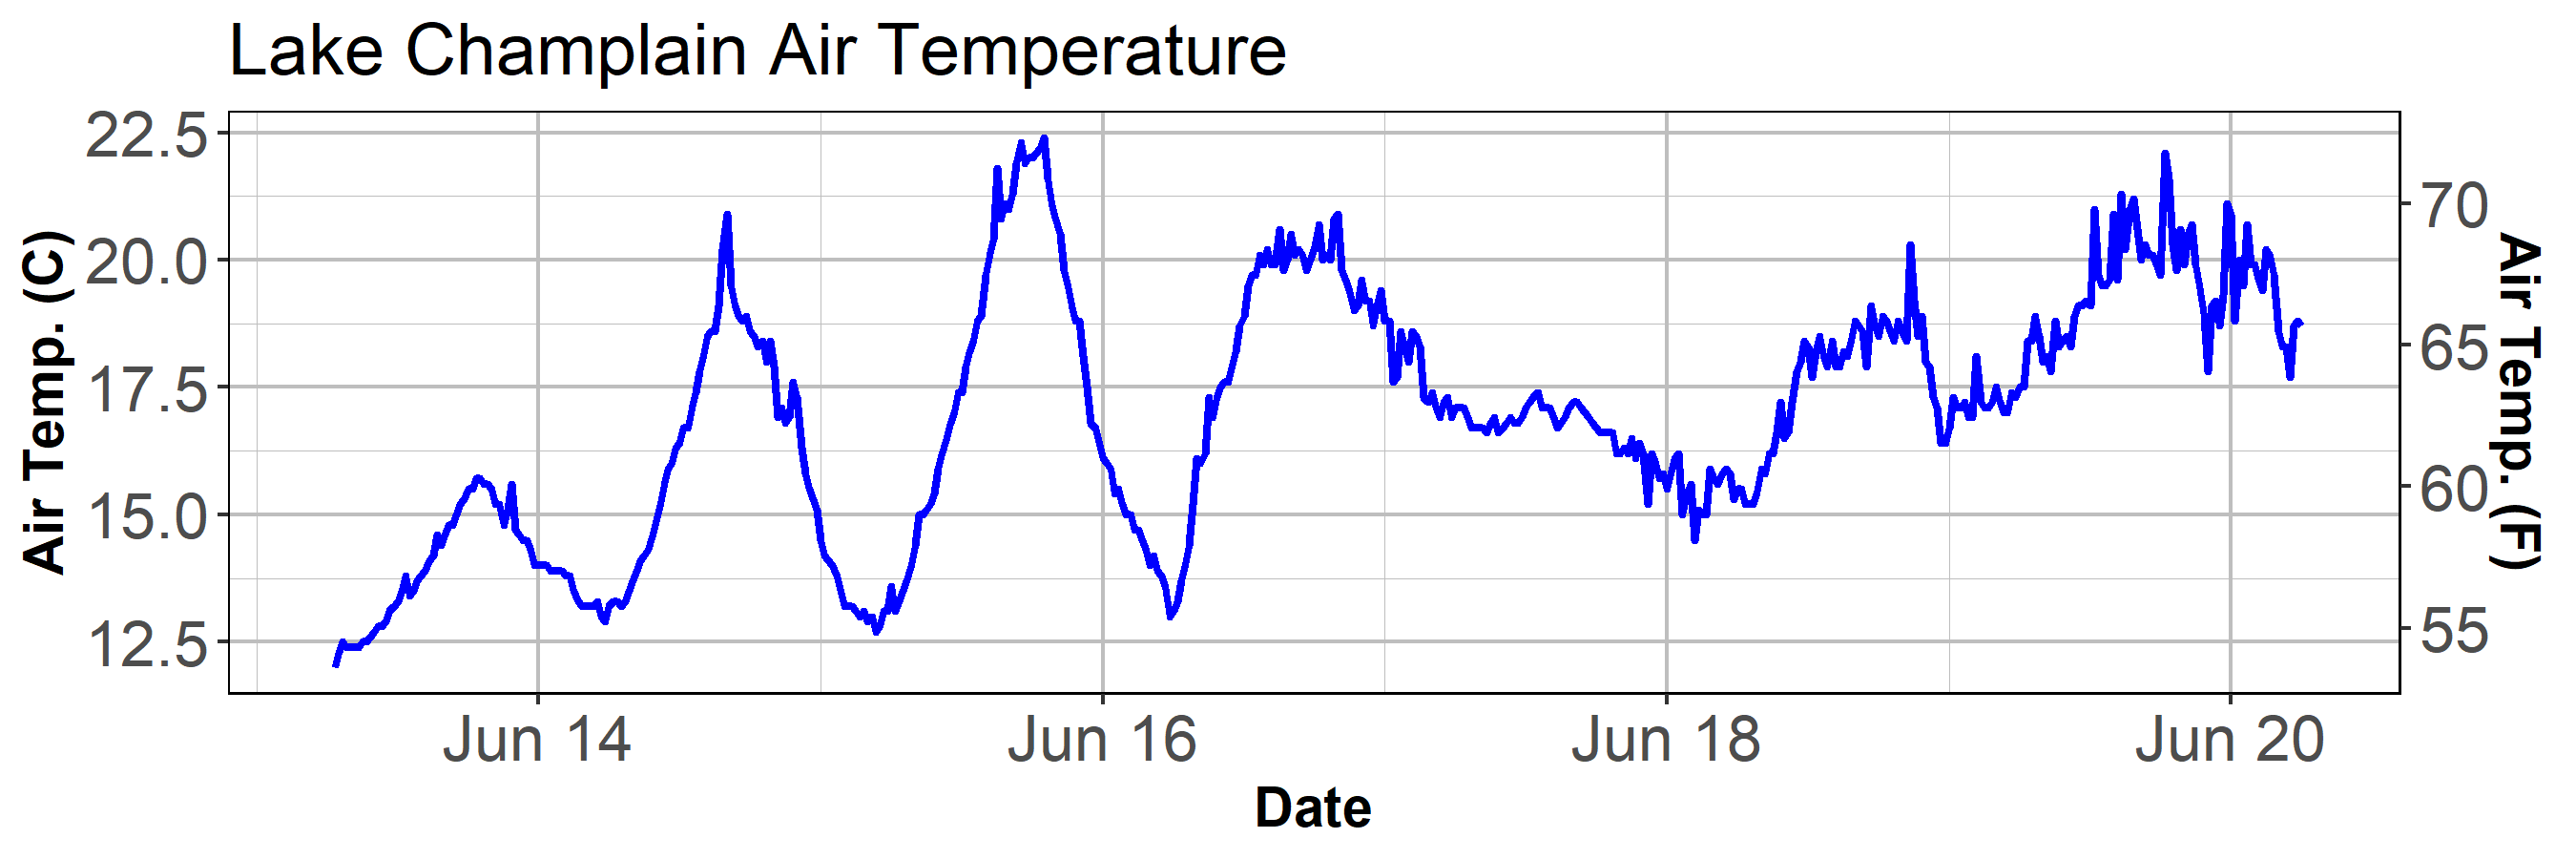 Lake Champlain Air Temperature
Air Temp. (C)
22.5
20.0
17.5
15.0
12.5
70
65
60
55
Air Temp. (F)
Jun 14 Jun 16 Jun 18 Jun 20
Date